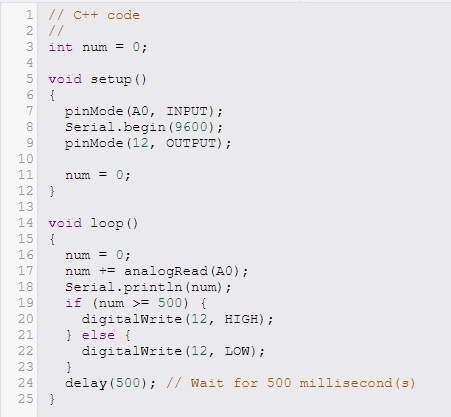 1 // C++ code
2 //
3 int num = 0;
4
5 void setup()
6 {
7   pinMode(A0, INPUT);
8   Serial.begin(9600);
9   pinMode(12, OUTPUT);
10
11   num = 0;
12 }
13
14 void loop()
15 {
16   num = 0;
17   num += analogRead(A0);
18   Serial.println(num);
19   if (num >= 500) {
20     digitalWrite(12, HIGH);
21   } else {
22     digitalWrite(12, LOW);
23   }
24   delay(500); // Wait for 500 millisecond(s)
25 }